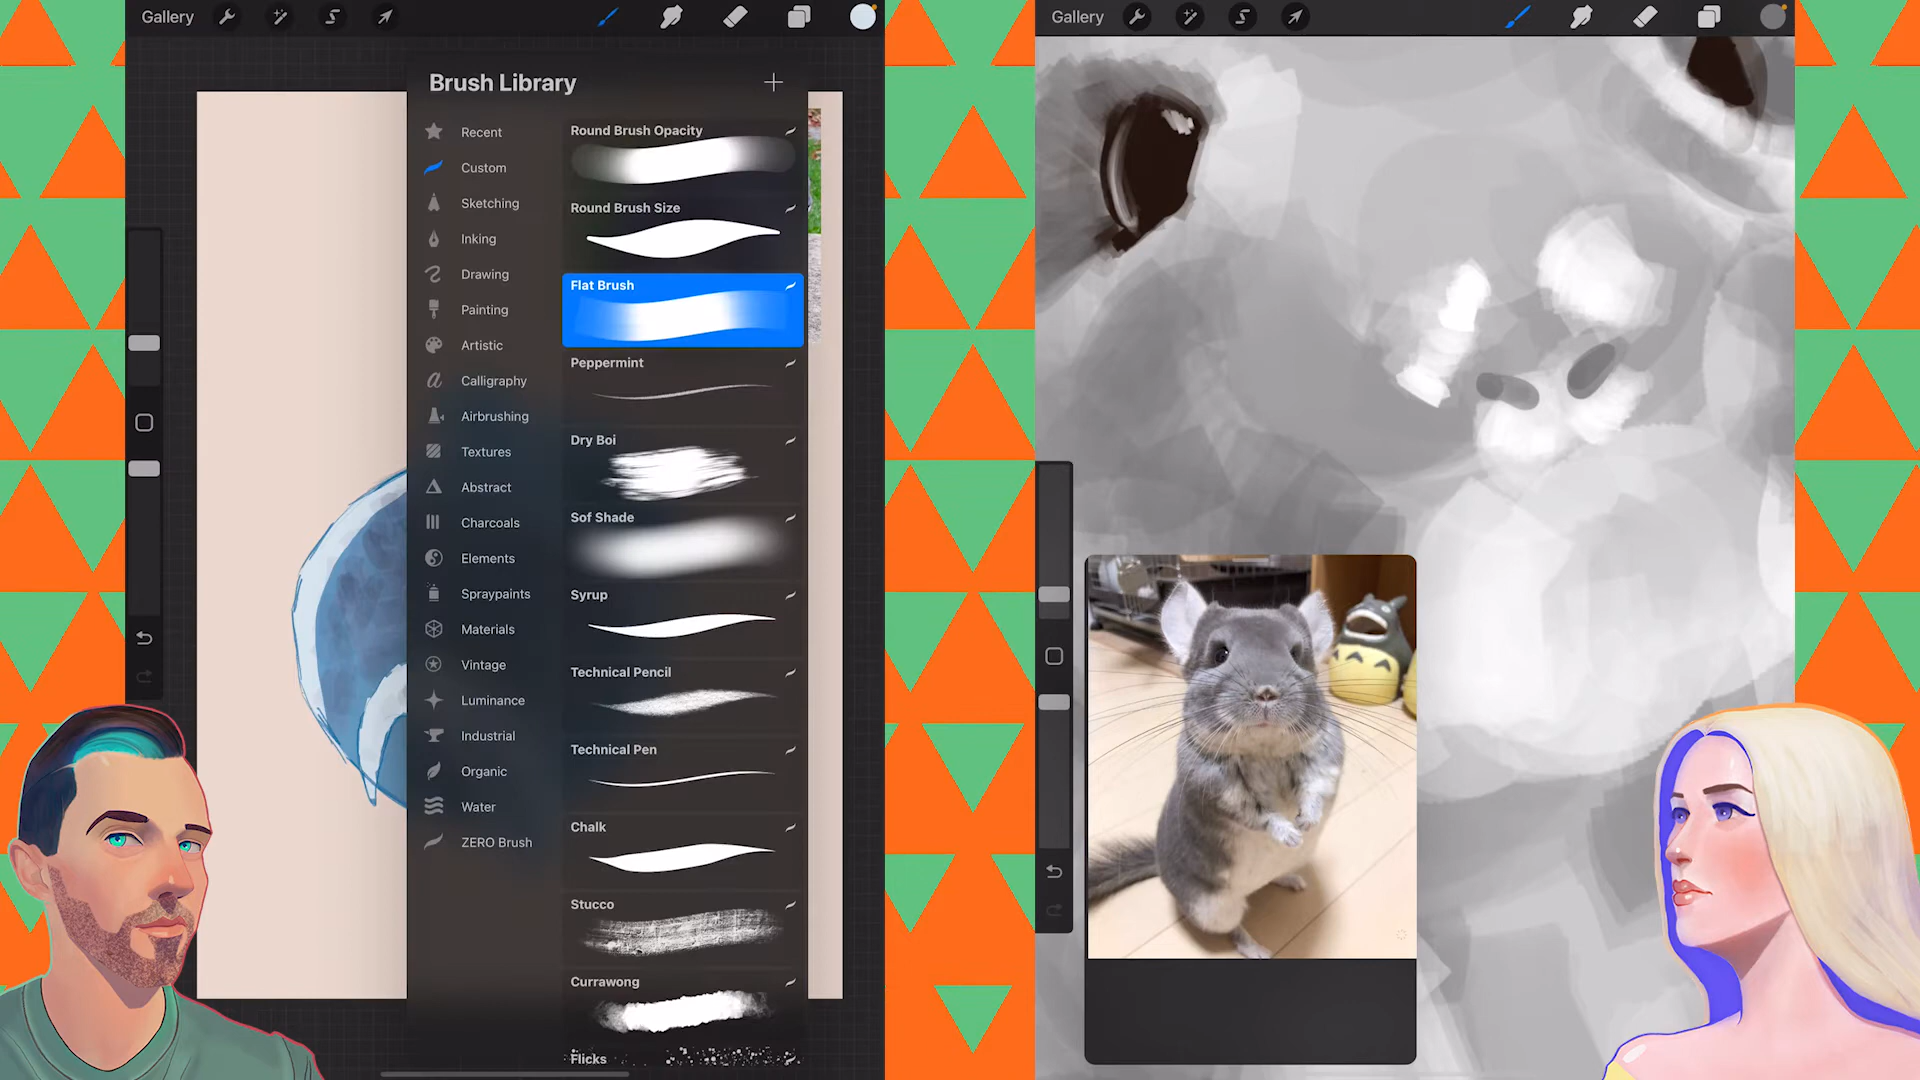 Gallery
Brush Library
Recent
Custom
Sketching
Inking
Drawing
Painting
Artistic
Calligraphy
Airbrushing
Textures
Abstract
Charcoals
Elements
Spraypaints
Materials
Vintage
Luminance
Industrial
Organic
Water
ZERO Brush
Round Brush Opacity
Round Brush Size
Flat Brush
Peppermint
Dry Boi
Sof Shade
Syrup
Technical Pencil
Technical Pen
Chalk
Stucco
Currawong
Flicks
Gallery